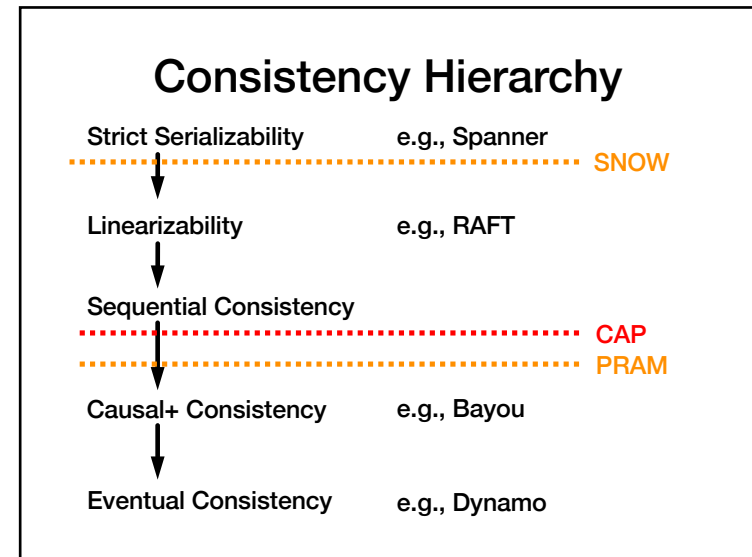 Consistency Hierarchy
Strict Serializability e.g., Spanner
SNOW
Linearizability e.g., RAFT
Sequential Consistency
CAP
PRAM
Causal+ Consistency e.g., Bayou
Eventual Consistency e.g., Dynamo